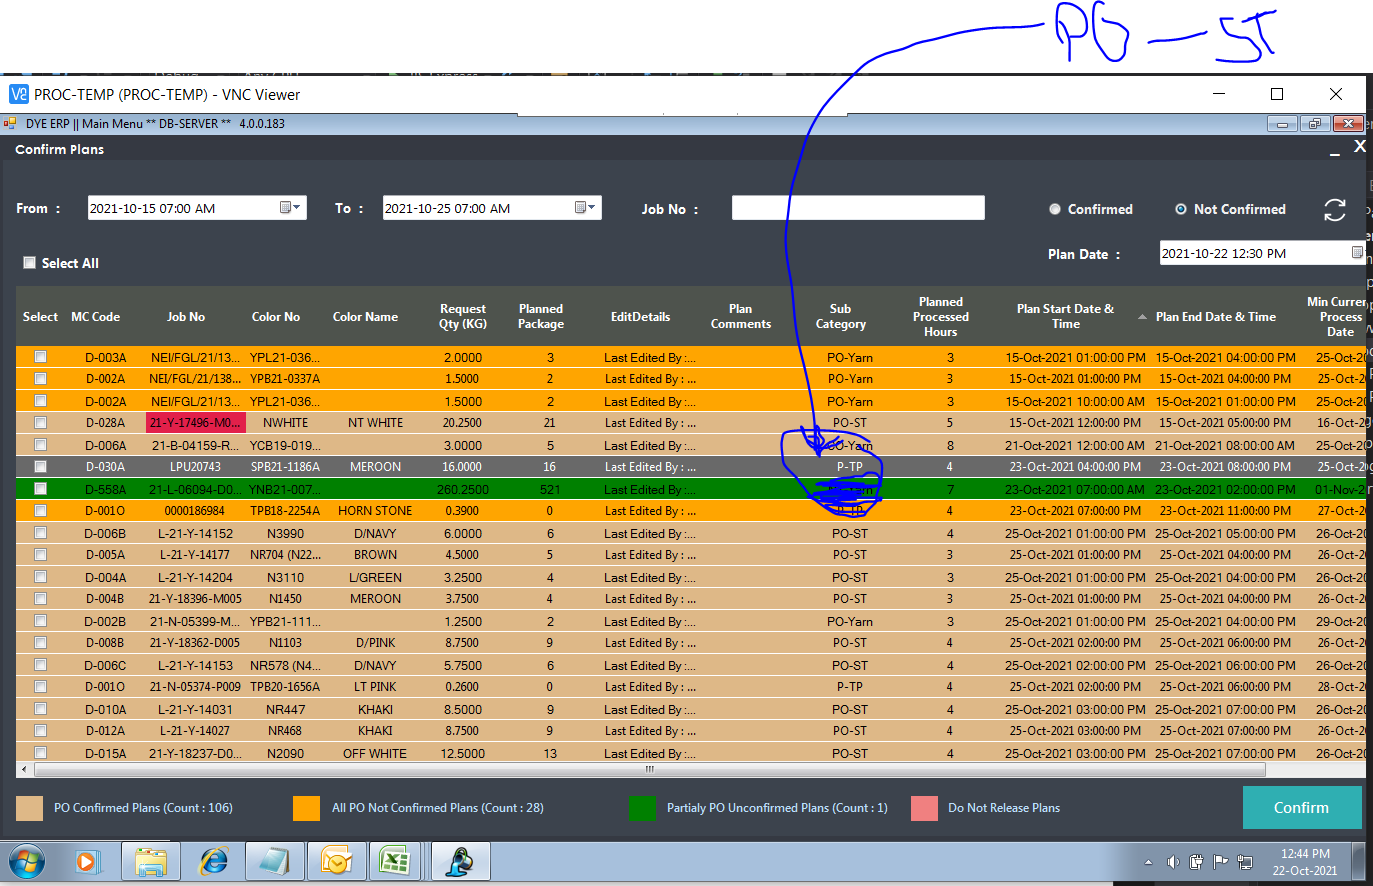 PO - ST
PROC-TEMP (PROC-TEMP) - VNC Viewer
DYE ERP || Main Menu ** DB-SERVER ** 4.0.0.183
Confirm Plans
From : 2021-10-15 07:00 AM To : 2021-10-25 07:00 AM Job No : Confirmed Not Confirmed
Plan Date : 2021-10-22 12:30 PM
Select All
Select MC Code Job No Color No Color Name Request Qty (KG) Planned Package EditDetails Plan Comments Sub Category Planned Processed Hours Plan Start Date & Time Plan End Date & Time Min Curren Process Date
D-003A NEI/FGL/21/13... YPL21-036... 2.0000 3 Last Edited By :... PO-Yarn 3 15-Oct-2021 01:00:00 PM 15-Oct-2021 04:00:00 PM 25-Oct-20
D-002A NEI/FGL/21/138... YPB21-0337A 1.5000 2 Last Edited By : ... PO-Yarn 3 15-Oct-2021 01:00:00 PM 15-Oct-2021 04:00:00 PM 25-Oct-2
D-002A NEI/FGL/21/13... YPL21-036... 1.5000 2 Last Edited By :... PO-Yarn 3 15-Oct-2021 10:00:00 AM 15-Oct-2021 01:00:00 PM 25-Oct-20
D-028A 21-Y-17496-M0... NWHITE NT WHITE 20.2500 21 Last Edited By : ... PO-ST 5 15-Oct-2021 12:00:00 PM 15-Oct-2021 05:00:00 PM 16-Oct-2
D-006A 21-B-04159-R... YCB19-019... 3.0000 5 Last Edited By :... PO-Yarn 8 21-Oct-2021 12:00:00 AM 21-Oct-2021 08:00:00 AM 25-Oct-20
D-030A LPU20743 SPB21-1186A MEROON 16.0000 16 Last Edited By : ... P-TP 4 23-Oct-2021 04:00:00 PM 23-Oct-2021 08:00:00 PM 25-Oct-2
D-558A 21-L-06094-D0... YNB21-007... 260.2500 521 Last Edited By :... 7 23-Oct-2021 07:00:00 AM 23-Oct-2021 02:00:00 PM 01-Nov-2
D-001O 0000186984 TPB18-2254A HORN STONE 0.3900 0 Last Edited By : ... P-TP 4 23-Oct-2021 07:00:00 PM 23-Oct-2021 11:00:00 PM 27-Oct-2
D-006B L-21-Y-14152 N3990 D/NAVY 6.0000 6 Last Edited By :... PO-ST 4 25-Oct-2021 01:00:00 PM 25-Oct-2021 05:00:00 PM 26-Oct-20
D-005A L-21-Y-14177 NR704 (N22... BROWN 4.5000 5 Last Edited By : ... PO-ST 3 25-Oct-2021 01:00:00 PM 25-Oct-2021 04:00:00 PM 26-Oct-2
D-004A L-21-Y-14204 N3110 L/GREEN 3.2500 4 Last Edited By :... PO-ST 3 25-Oct-2021 01:00:00 PM 25-Oct-2021 04:00:00 PM 26-Oct-20
D-004B 21-Y-18396-M005 N1450 MEROON 3.7500 4 Last Edited By : ... PO-ST 3 25-Oct-2021 01:00:00 PM 25-Oct-2021 04:00:00 PM 26-Oct-2
D-002B 21-N-05399-M... YPB21-111... 1.2500 2 Last Edited By :... PO-Yarn 3 25-Oct-2021 01:00:00 PM 25-Oct-2021 04:00:00 PM 29-Oct-20
D-008B 21-Y-18362-D005 N1103 D/PINK 8.7500 9 Last Edited By : ... PO-ST 4 25-Oct-2021 02:00:00 PM 25-Oct-2021 06:00:00 PM 26-Oct-2
D-006C L-21-Y-14153 NR578 (N4... D/NAVY 5.7500 6 Last Edited By :... PO-ST 4 25-Oct-2021 02:00:00 PM 25-Oct-2021 06:00:00 PM 26-Oct-20
D-001O 21-N-05374-P009 TPB20-1656A LT PINK 0.2600 0 Last Edited By : ... P-TP 4 25-Oct-2021 02:00:00 PM 25-Oct-2021 06:00:00 PM 28-Oct-2
D-010A L-21-Y-14031 NR447 KHAKI 8.5000 9 Last Edited By :... PO-ST 4 25-Oct-2021 03:00:00 PM 25-Oct-2021 07:00:00 PM 26-Oct-20
D-012A L-21-Y-14027 NR468 KHAKI 8.7500 9 Last Edited By : ... PO-ST 4 25-Oct-2021 03:00:00 PM 25-Oct-2021 07:00:00 PM 26-Oct-2
D-015A 21-Y-18237-D0... N2090 OFF WHITE 12.5000 13 Last Edited By :... PO-ST 4 25-Oct-2021 03:00:00 PM 25-Oct-2021 07:00:00 PM 26-Oct-20
PO Confirmed Plans (Count : 106) All PO Not Confirmed Plans (Count : 28) Partialy PO Unconfirmed Plans (Count : 1) Do Not Release Plans Confirm
12:44 PM
22-Oct-2021